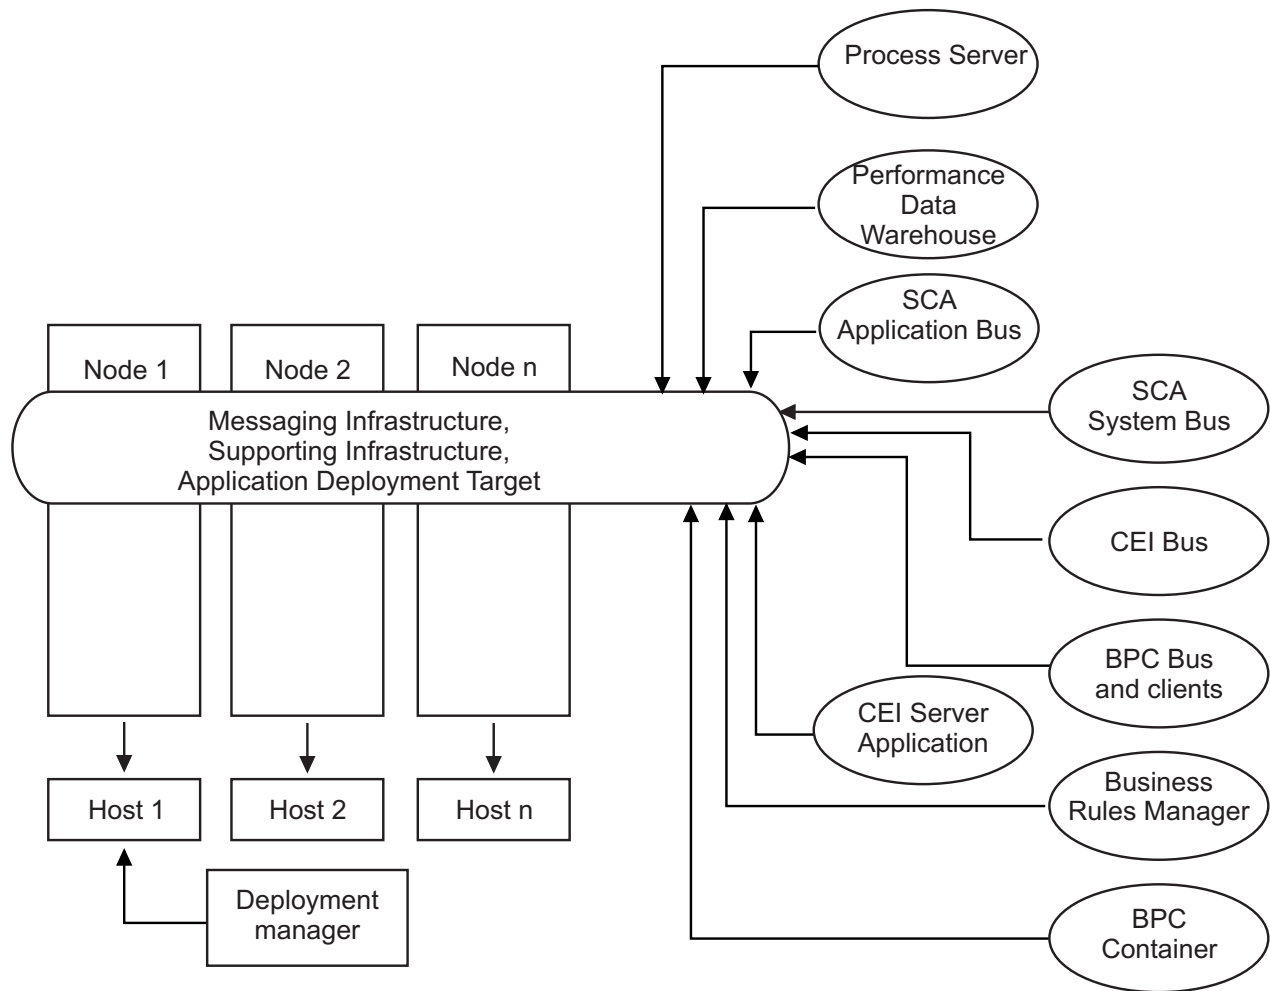 Process Server
Performance
Data
Warehouse
SCA
Application Bus
Node 1
Node 2
Node n
Messaging Infrastructure,
Supporting Infrastructure,
Application Deployment Target
SCA
System Bus
CEI Bus
BPC Bus
and clients
CEI Server
Application
Business
Rules Manager
Host 1
Host 2
Host n
Deployment
manager
BPC
Container